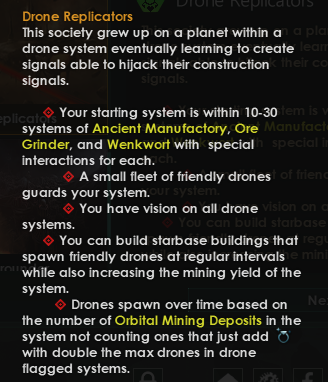 Drone Replicators
This society grew up on a planet within a
drone system eventually learning to create
signals able to hijack their construction
signals.
Your starting system is within 10-30
systems of Ancient Manufactory, Ore
Grinder, and Wenkwort with special
interactions for each.
A small fleet of friendly drones
guards your system.
You have vision on all drone
systems.
You can build starbase buildings that
spawn friendly drones at regular intervals
while also increasing the mining yield of the
system.
Drones spawn over time based on
the number of Orbital Mining Deposits in the
system not counting ones that just add
with double the max drones in drone
flagged systems.